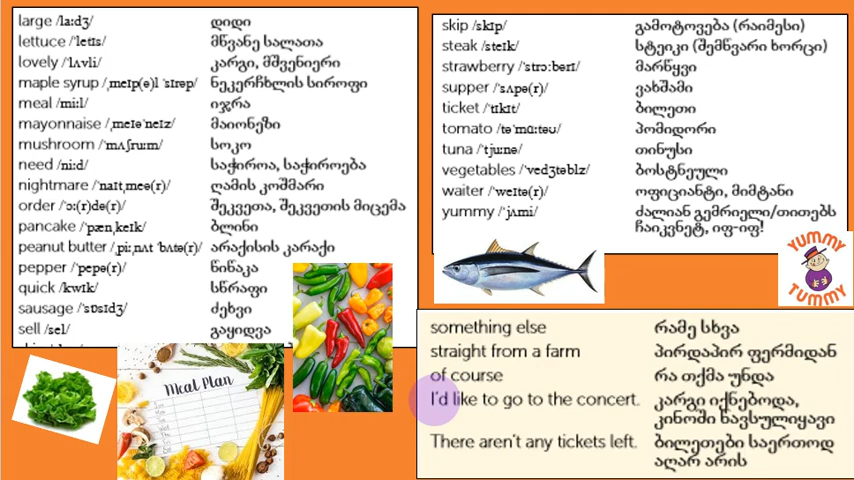 large /laːdʒ/ დიდი
lettuce /ˈletɪs/ მწვანე სალათა
lovely /ˈlʌvli/ კარგი, მშვენიერი
maple syrup /ˌmeɪp(ə)l ˈsɪrəp/ ნეკერჩხლის სიროფი
meal /miːl/ იჯრა
mayonnaise /ˌmeɪəˈneɪz/ მაიონეზი
mushroom /ˈmʌʃruːm/ სოკო
need /niːd/ საჭიროა, საჭიროება
nightmare /ˈnaɪtˌmeə(r)/ ღამის კოშმარი
order /ˈɔː(r)də(r)/ შეკვეთა, შეკვეთის მიცემა
pancake /ˈpænˌkeɪk/ ბლინი
peanut butter /ˌpiːnʌt ˈbʌtə(r)/ არაქისის კარაქი
pepper /ˈpepə(r)/ წიწაკა
quick /kwɪk/ სწრაფი
sausage /ˈsɒsɪdʒ/ ძეხვი
sell /sel/ გაყიდვა
Meal Plan
skip /skɪp/ გამოტოვება (რაიმესი)
steak /steɪk/ სტეიკი (შემწვარი ხორცი)
strawberry /ˈstrɔːbərɪ/ მარწყვი
supper /ˈsʌpə(r)/ ვახშამი
ticket /ˈtɪkɪt/ ბილეთი
tomato /təˈmɑːtəʊ/ პომიდორი
tuna /ˈtjuːnə/ თინუსი
vegetables /ˈvedʒtəblz/ ბოსტნეული
waiter /ˈweɪtə(r)/ ოფიციანტი, მიმტანი
yummy /ˈjʌmi/ ძალიან გემრიელი/თითებს
ჩაიკვნეტ, იფ-იფ!
YUMMY
TUMMY
something else რამე სხვა
straight from a farm პირდაპირ ფერმიდან
of course რა თქმა უნდა
I'd like to go to the concert. კარგი იქნებოდა,
კინოში წავსულიყავი
There aren't any tickets left. ბილეთები საერთოდ
აღარ არის